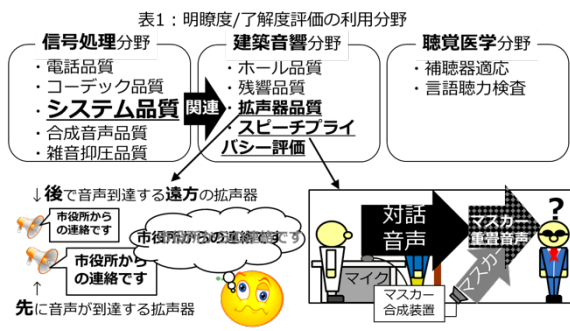 表1：明瞭度/了解度評価の利用分野
信号処理分野
・電話品質
・コーデック品質
・システム品質
・合成音声品質
・雑音抑圧品質
関連
建築音響分野
・ホール品質
・残響品質
・拡声器品質
・スピーチプライ
バシー評価
聴覚医学分野
・補聴器適応
・言語聴力検査
↓後で音声到達する遠方の拡声器
市役所から
の連絡です
市役所から
の連絡です
↑
先に音声が到達する拡声器
市役所からの連絡です
対話
音声
マスカー
重畳音声
?
マスカー
マイク
マスカー
合成装置